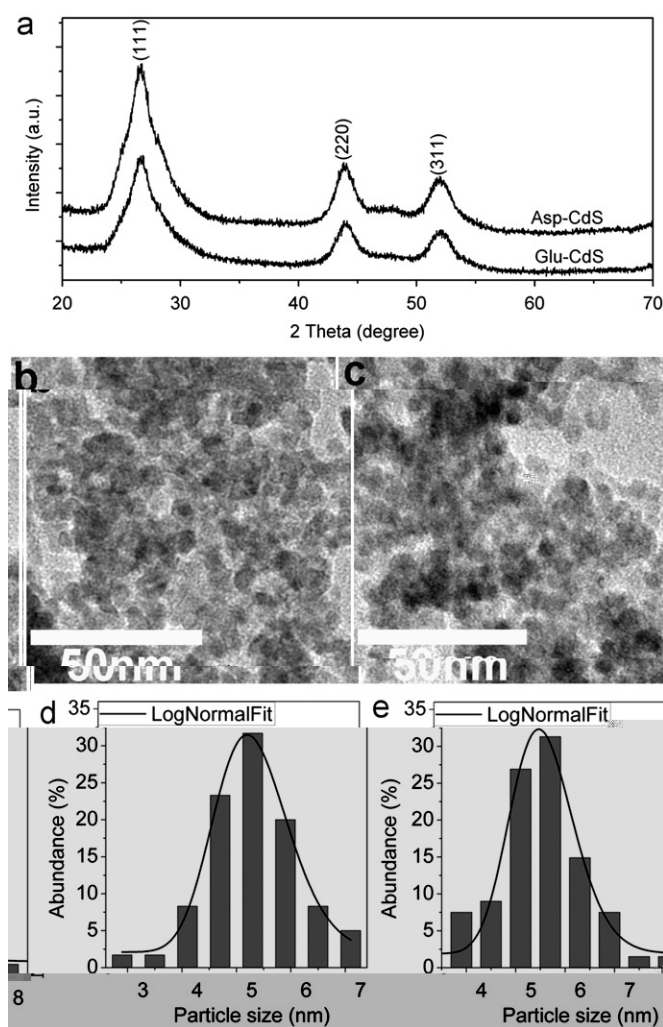 a
Intensity (a.u.)
(111)
(220)
(311)
Asp-CdS
Glu-CdS
20 30 40 50 60 70
2 Theta (degree)
b
c
50nm
50nm
d
LogNormalFit
Abundance (%)
35
30
25
20
15
10
5
0
3 4 5 6 7
Particle size (nm)
e
LogNormalFit
Abundance (%)
35
30
25
20
15
10
5
0
4 5 6 7
Particle size (nm)
8